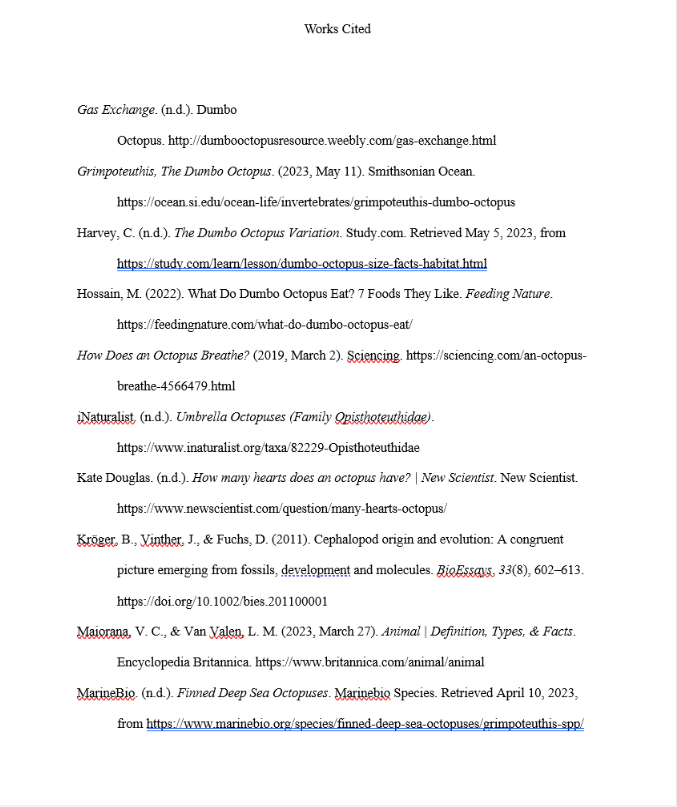 Works Cited
Gas Exchange. (n.d.). Dumbo
Octopus. http://dumbooctopusresource.weebly.com/gas-exchange.html
Grimpoteuthis, The Dumbo Octopus. (2023, May 11). Smithsonian Ocean.
https://ocean.si.edu/ocean-life/invertebrates/grimpoteuthis-dumbo-octopus
Harvey, C. (n.d.). The Dumbo Octopus Variation. Study.com. Retrieved May 5, 2023, from
https://study.com/learn/lesson/dumbo-octopus-size-facts-habitat.html
Hossain, M. (2022). What Do Dumbo Octopus Eat? 7 Foods They Like. Feeding Nature.
https://feedingnature.com/what-do-dumbo-octopus-eat/
How Does an Octopus Breathe? (2019, March 2). Sciencing. https://sciencing.com/an-octopus-
breathe-4566479.html
iNaturalist. (n.d.). Umbrella Octopuses (Family Opisthoteuthidae).
https://www.inaturalist.org/taxa/82229-Opisthoteuthidae
Kate Douglas. (n.d.). How many hearts does an octopus have? | New Scientist. New Scientist.
https://www.newscientist.com/question/many-hearts-octopus/
Kröger, B., Vinther, J., & Fuchs, D. (2011). Cephalopod origin and evolution: A congruent
picture emerging from fossils, development and molecules. BioEssays, 33(8), 602–613.
https://doi.org/10.1002/bies.201100001
Maiorana, V. C., & Van Valen, L. M. (2023, March 27). Animal | Definition, Types, & Facts.
Encyclopedia Britannica. https://www.britannica.com/animal/animal
MarineBio. (n.d.). Finned Deep Sea Octopuses. Marinebio Species. Retrieved April 10, 2023,
from https://www.marinebio.org/species/finned-deep-sea-octopuses/grimpoteuthis-spp/